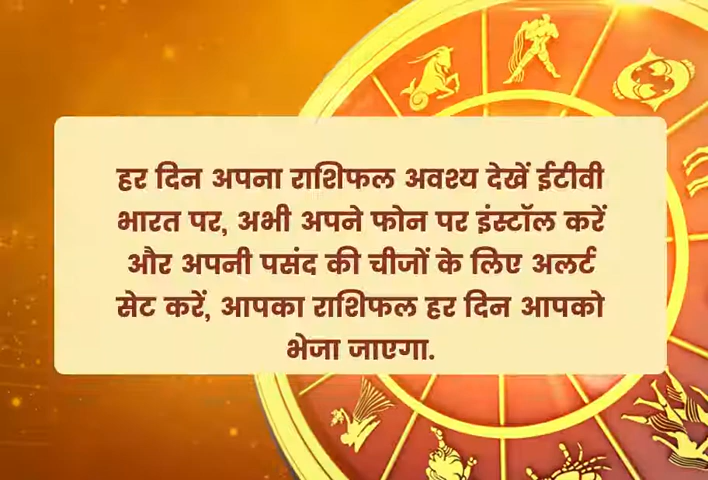 हर दिन अपना राशिफल अवश्य देखें ईटीवी
भारत पर, अभी अपने फोन पर इंस्टॉल करें
और अपनी पसंद की चीजों के लिए अलर्ट
सेट करें, आपका राशिफल हर दिन आपको
भेजा जाएगा.